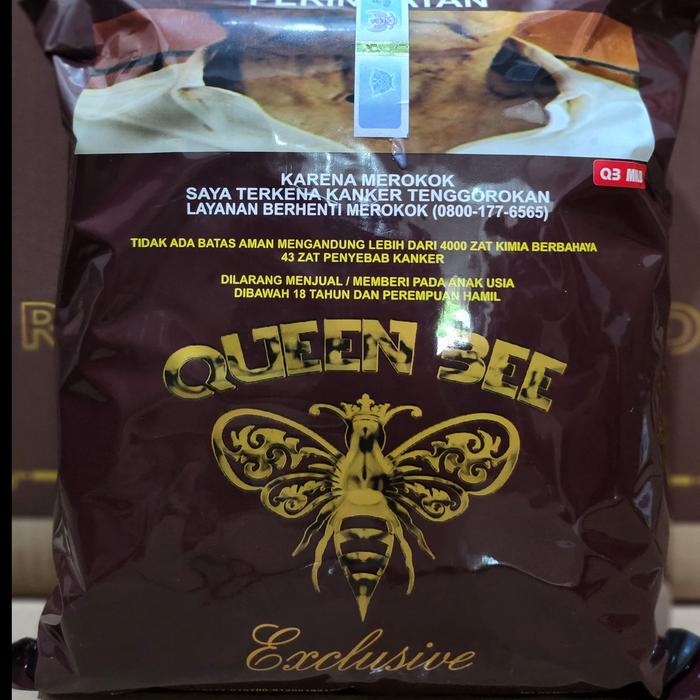 PERINGATAN
Q3 MILD
KARENA MEROKOK
SAYA TERKENA KANKER TENGGOROKAN
LAYANAN BERHENTI MEROKOK (0800-177-6565)
TIDAK ADA BATAS AMAN MENGANDUNG LEBIH DARI 4000 ZAT KIMIA BERBAHAYA
43 ZAT PENYEBAB KANKER
DILARANG MENJUAL / MEMBERI PADA ANAK USIA
DIBAWAH 18 TAHUN DAN PEREMPUAN HAMIL
QUEEN BEE
Exclusive